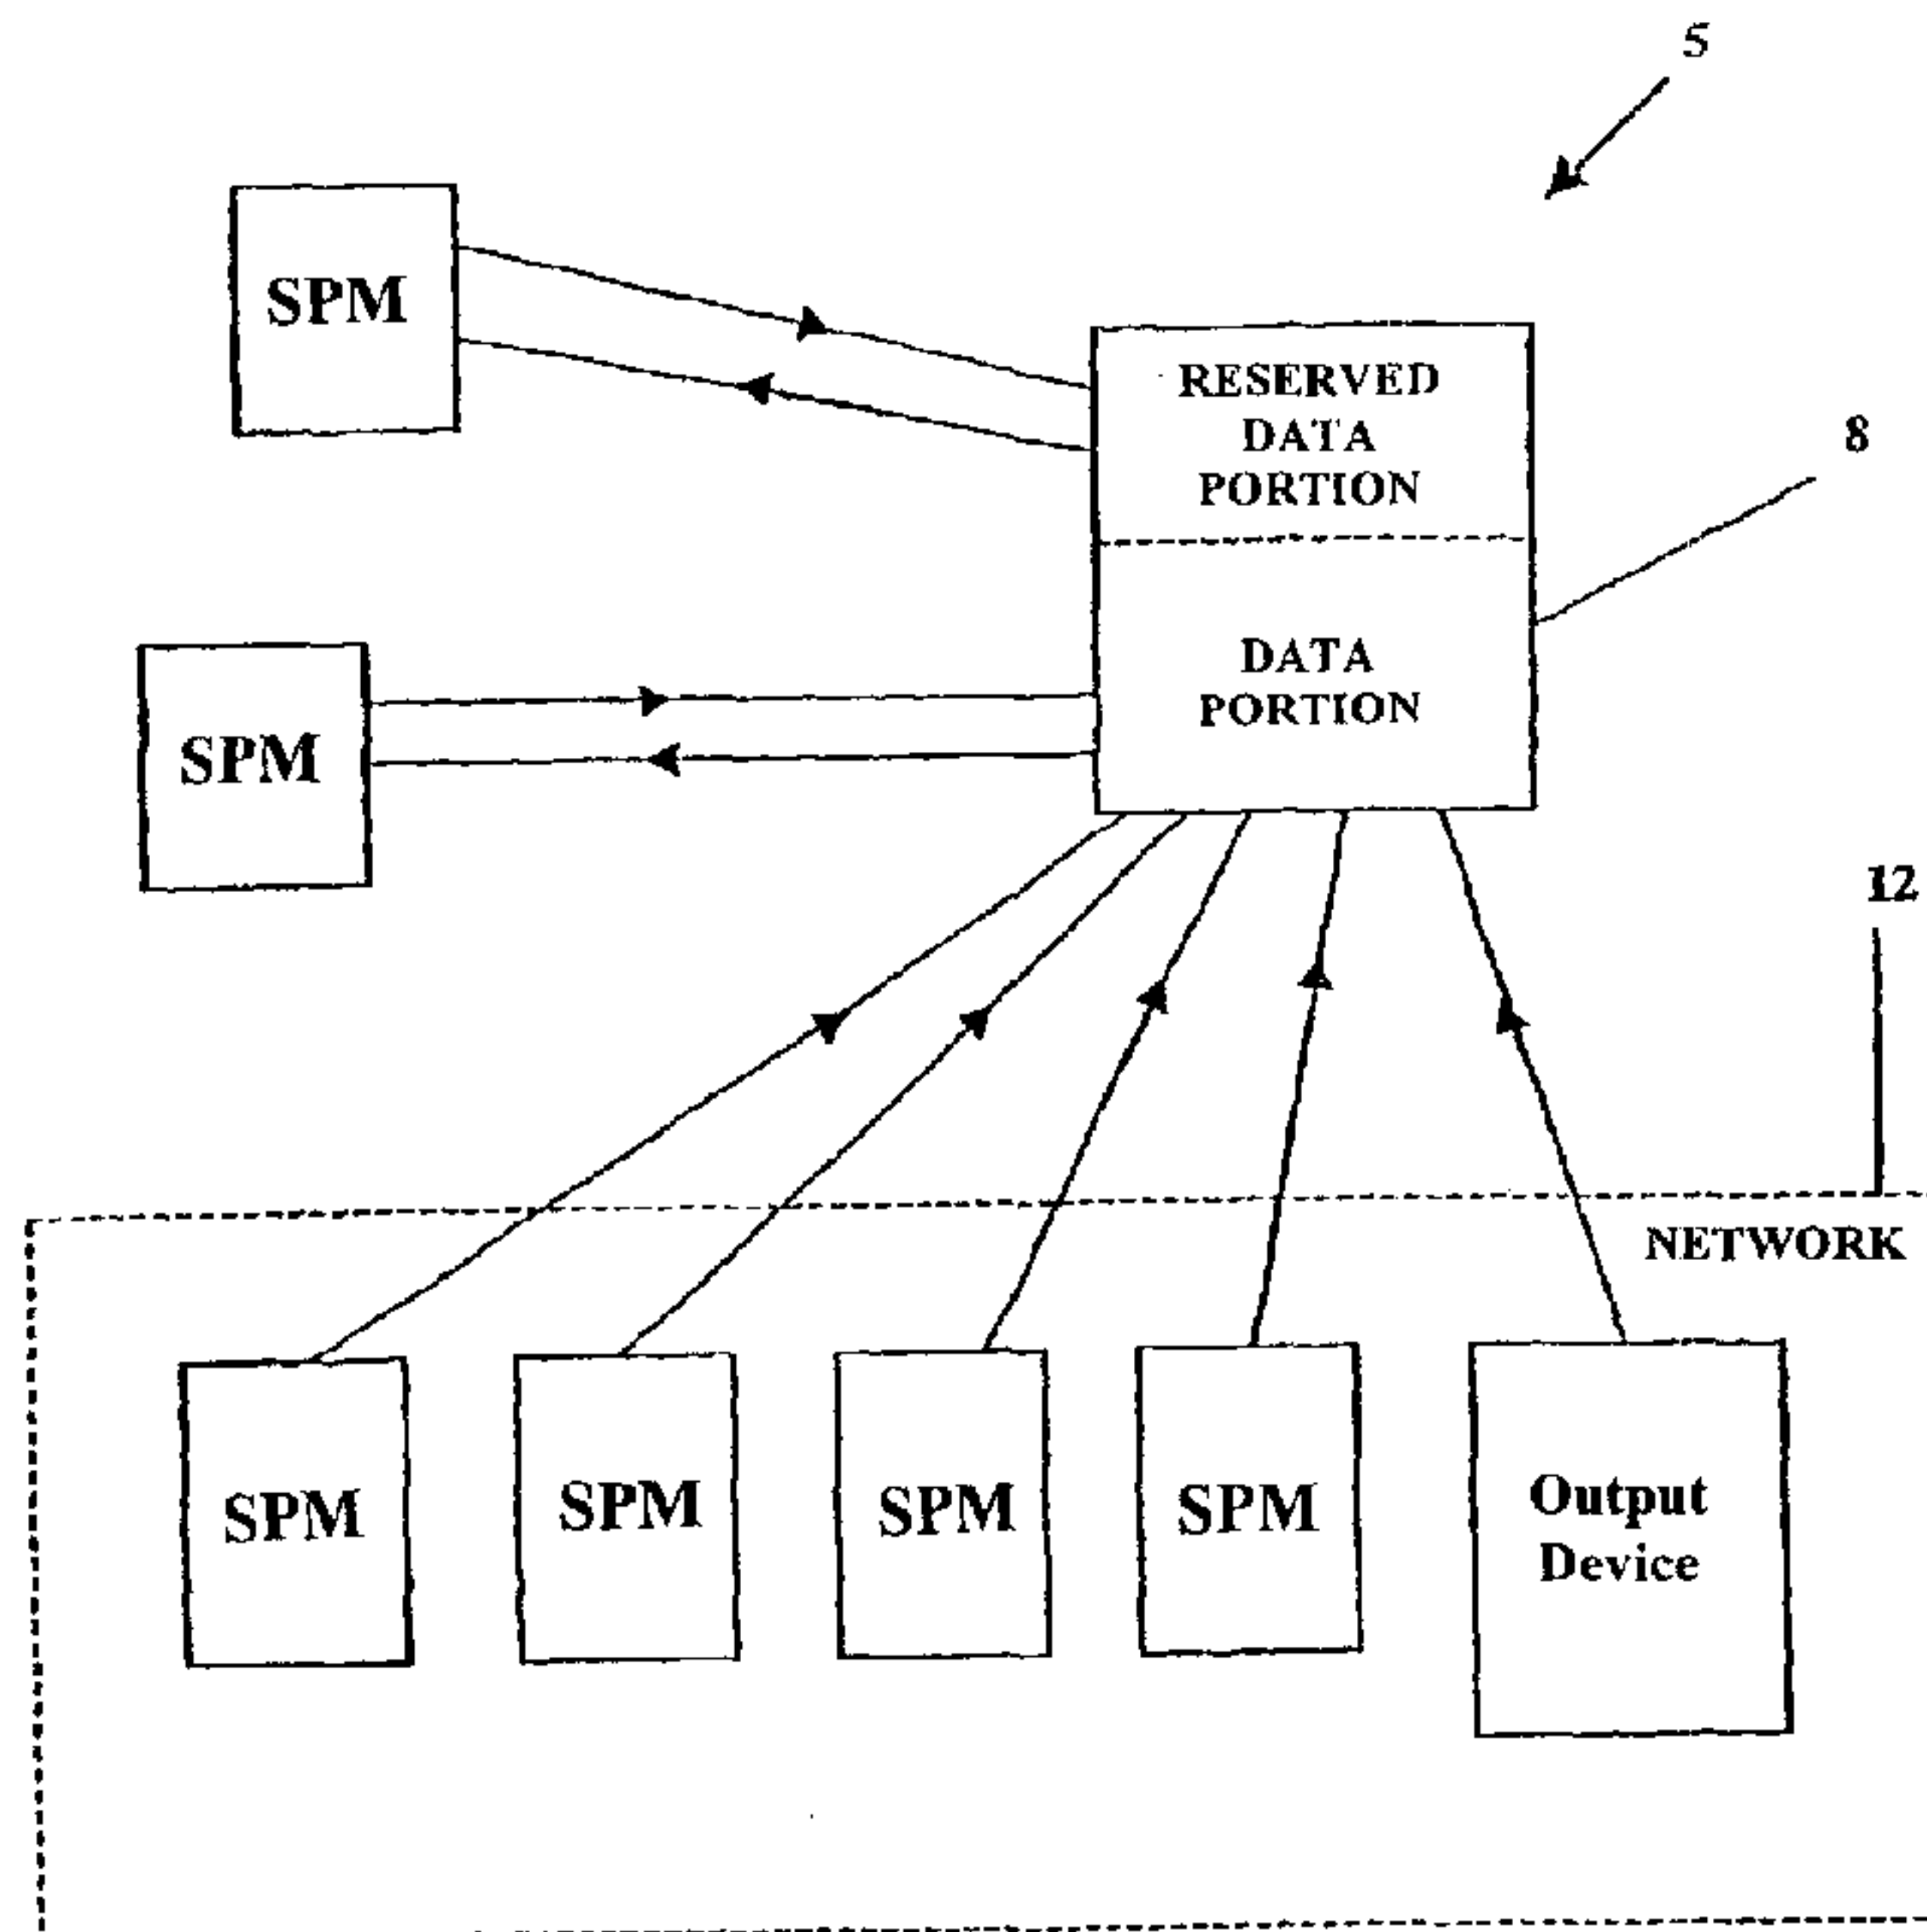 5
SPM
RESERVED
DATA
PORTION
8
DATA
PORTION
SPM
12
NETWORK
SPM
SPM
SPM
SPM
Output
Device